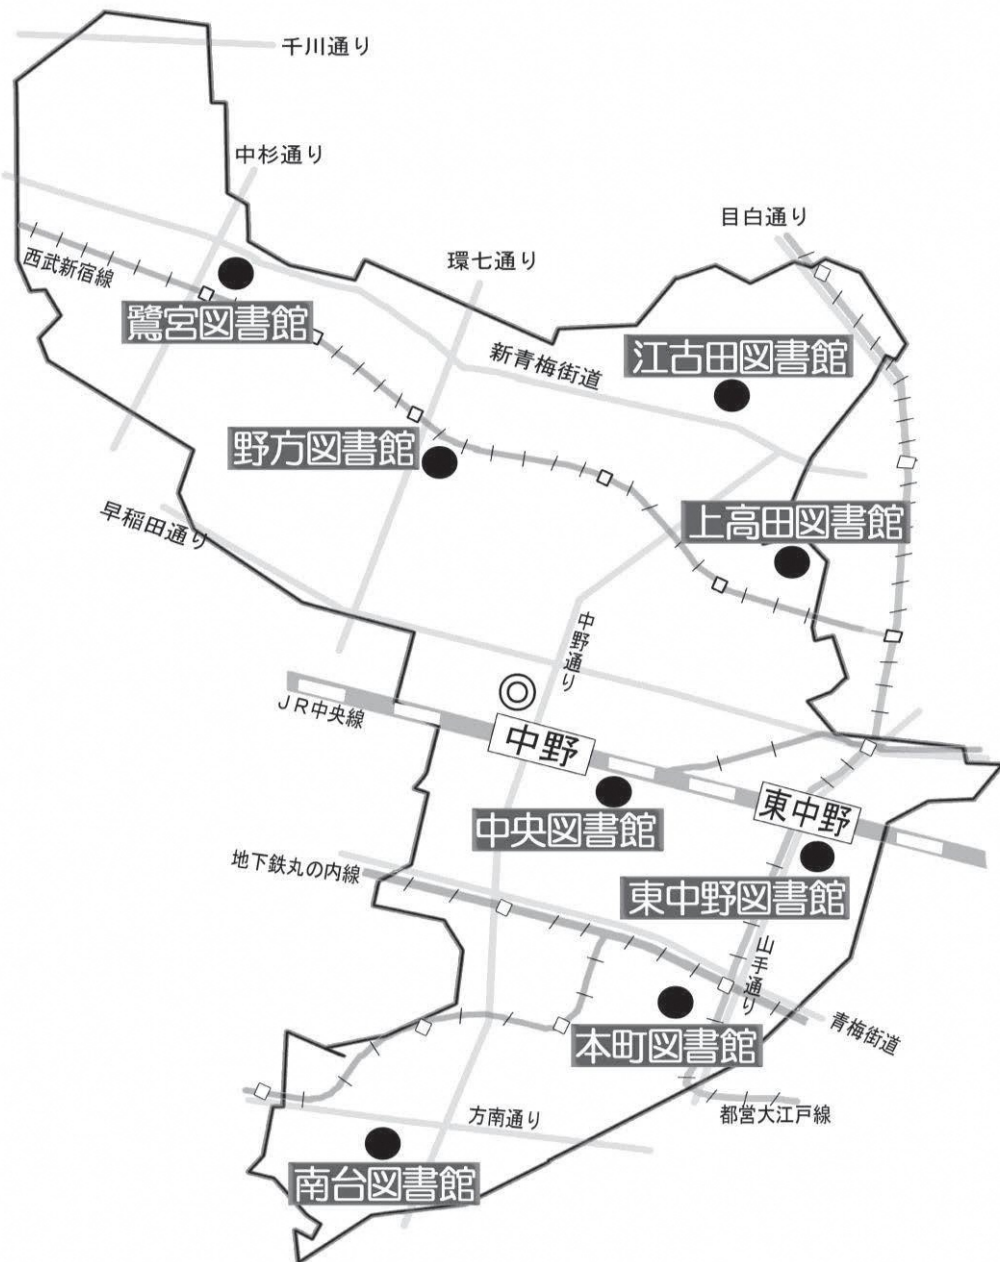 千川通り
中杉通り
目白通り
環七通り
西武新宿線
鷺宮図書館
新青梅街道
江古田図書館
野方図書館
上高田図書館
早稲田通り
中野通り
JR中央線
中野
東中野
中央図書館
地下鉄丸の内線
東中野図書館
山手通り
青梅街道
本町図書館
都営大江戸線
方南通り
南台図書館